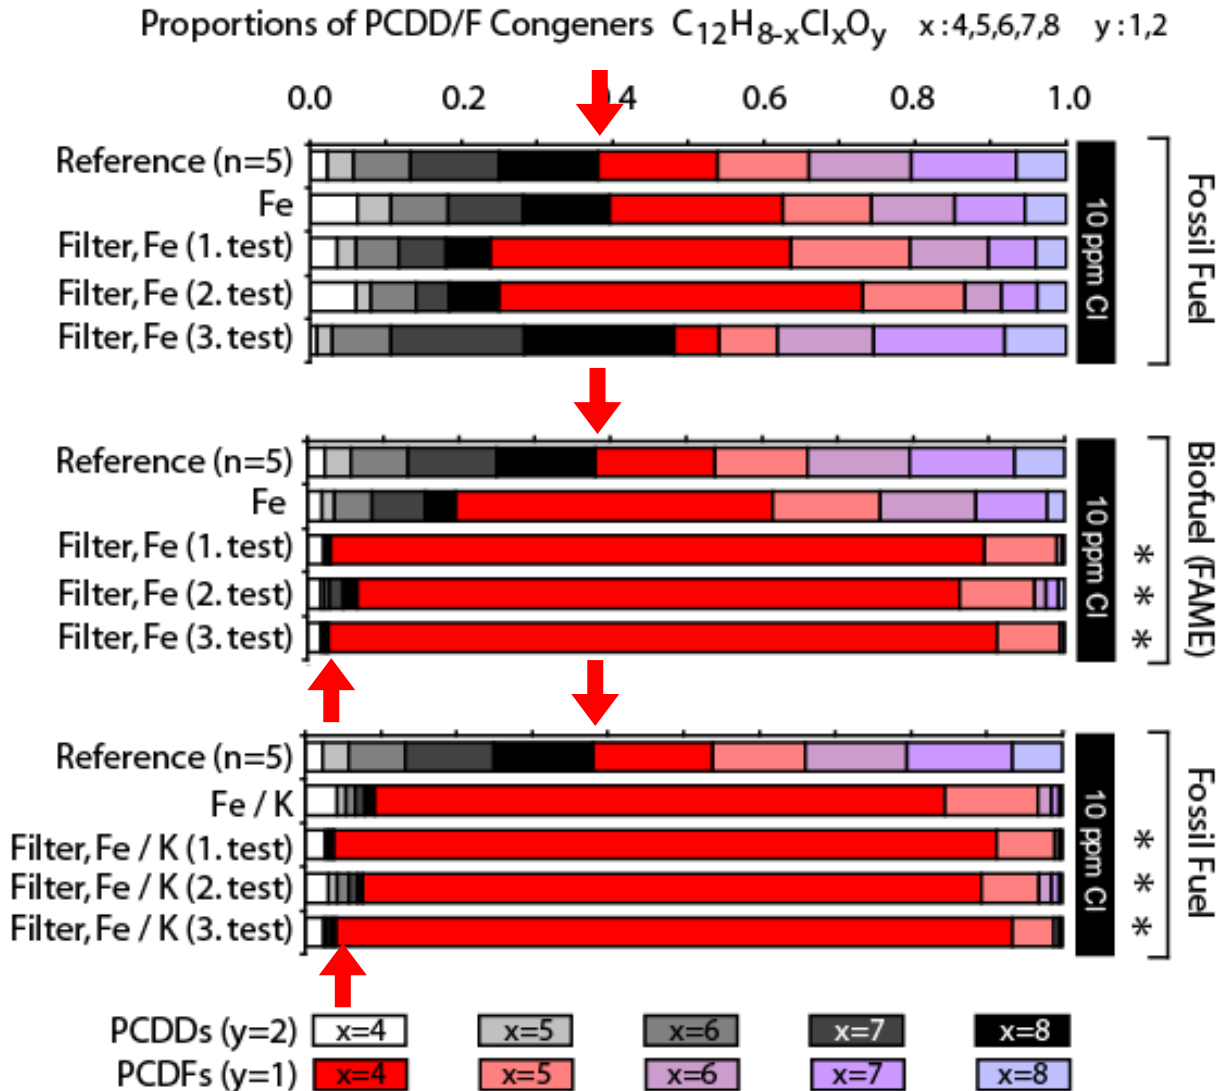 Proportions of PCDD/F Congeners C12H8-xClxOy x:4,5,6,7,8 y:1,2
0.0 0.2 0.4 0.6 0.8 1.0
Reference (n=5)
Fe
Filter, Fe (1. test)
Filter, Fe (2. test)
Filter, Fe (3. test)
10 ppm Cl
Fossil Fuel
Reference (n=5)
Fe
Filter, Fe (1. test) *
Filter, Fe (2. test) *
Filter, Fe (3. test) *
10 ppm Cl
Biofuel (FAME)
Reference (n=5)
Fe / K
Filter, Fe / K (1. test) *
Filter, Fe / K (2. test) *
Filter, Fe / K (3. test) *
10 ppm Cl
Fossil Fuel
PCDDs (y=2) x=4 x=5 x=6 x=7 x=8
PCDFs (y=1) x=4 x=5 x=6 x=7 x=8